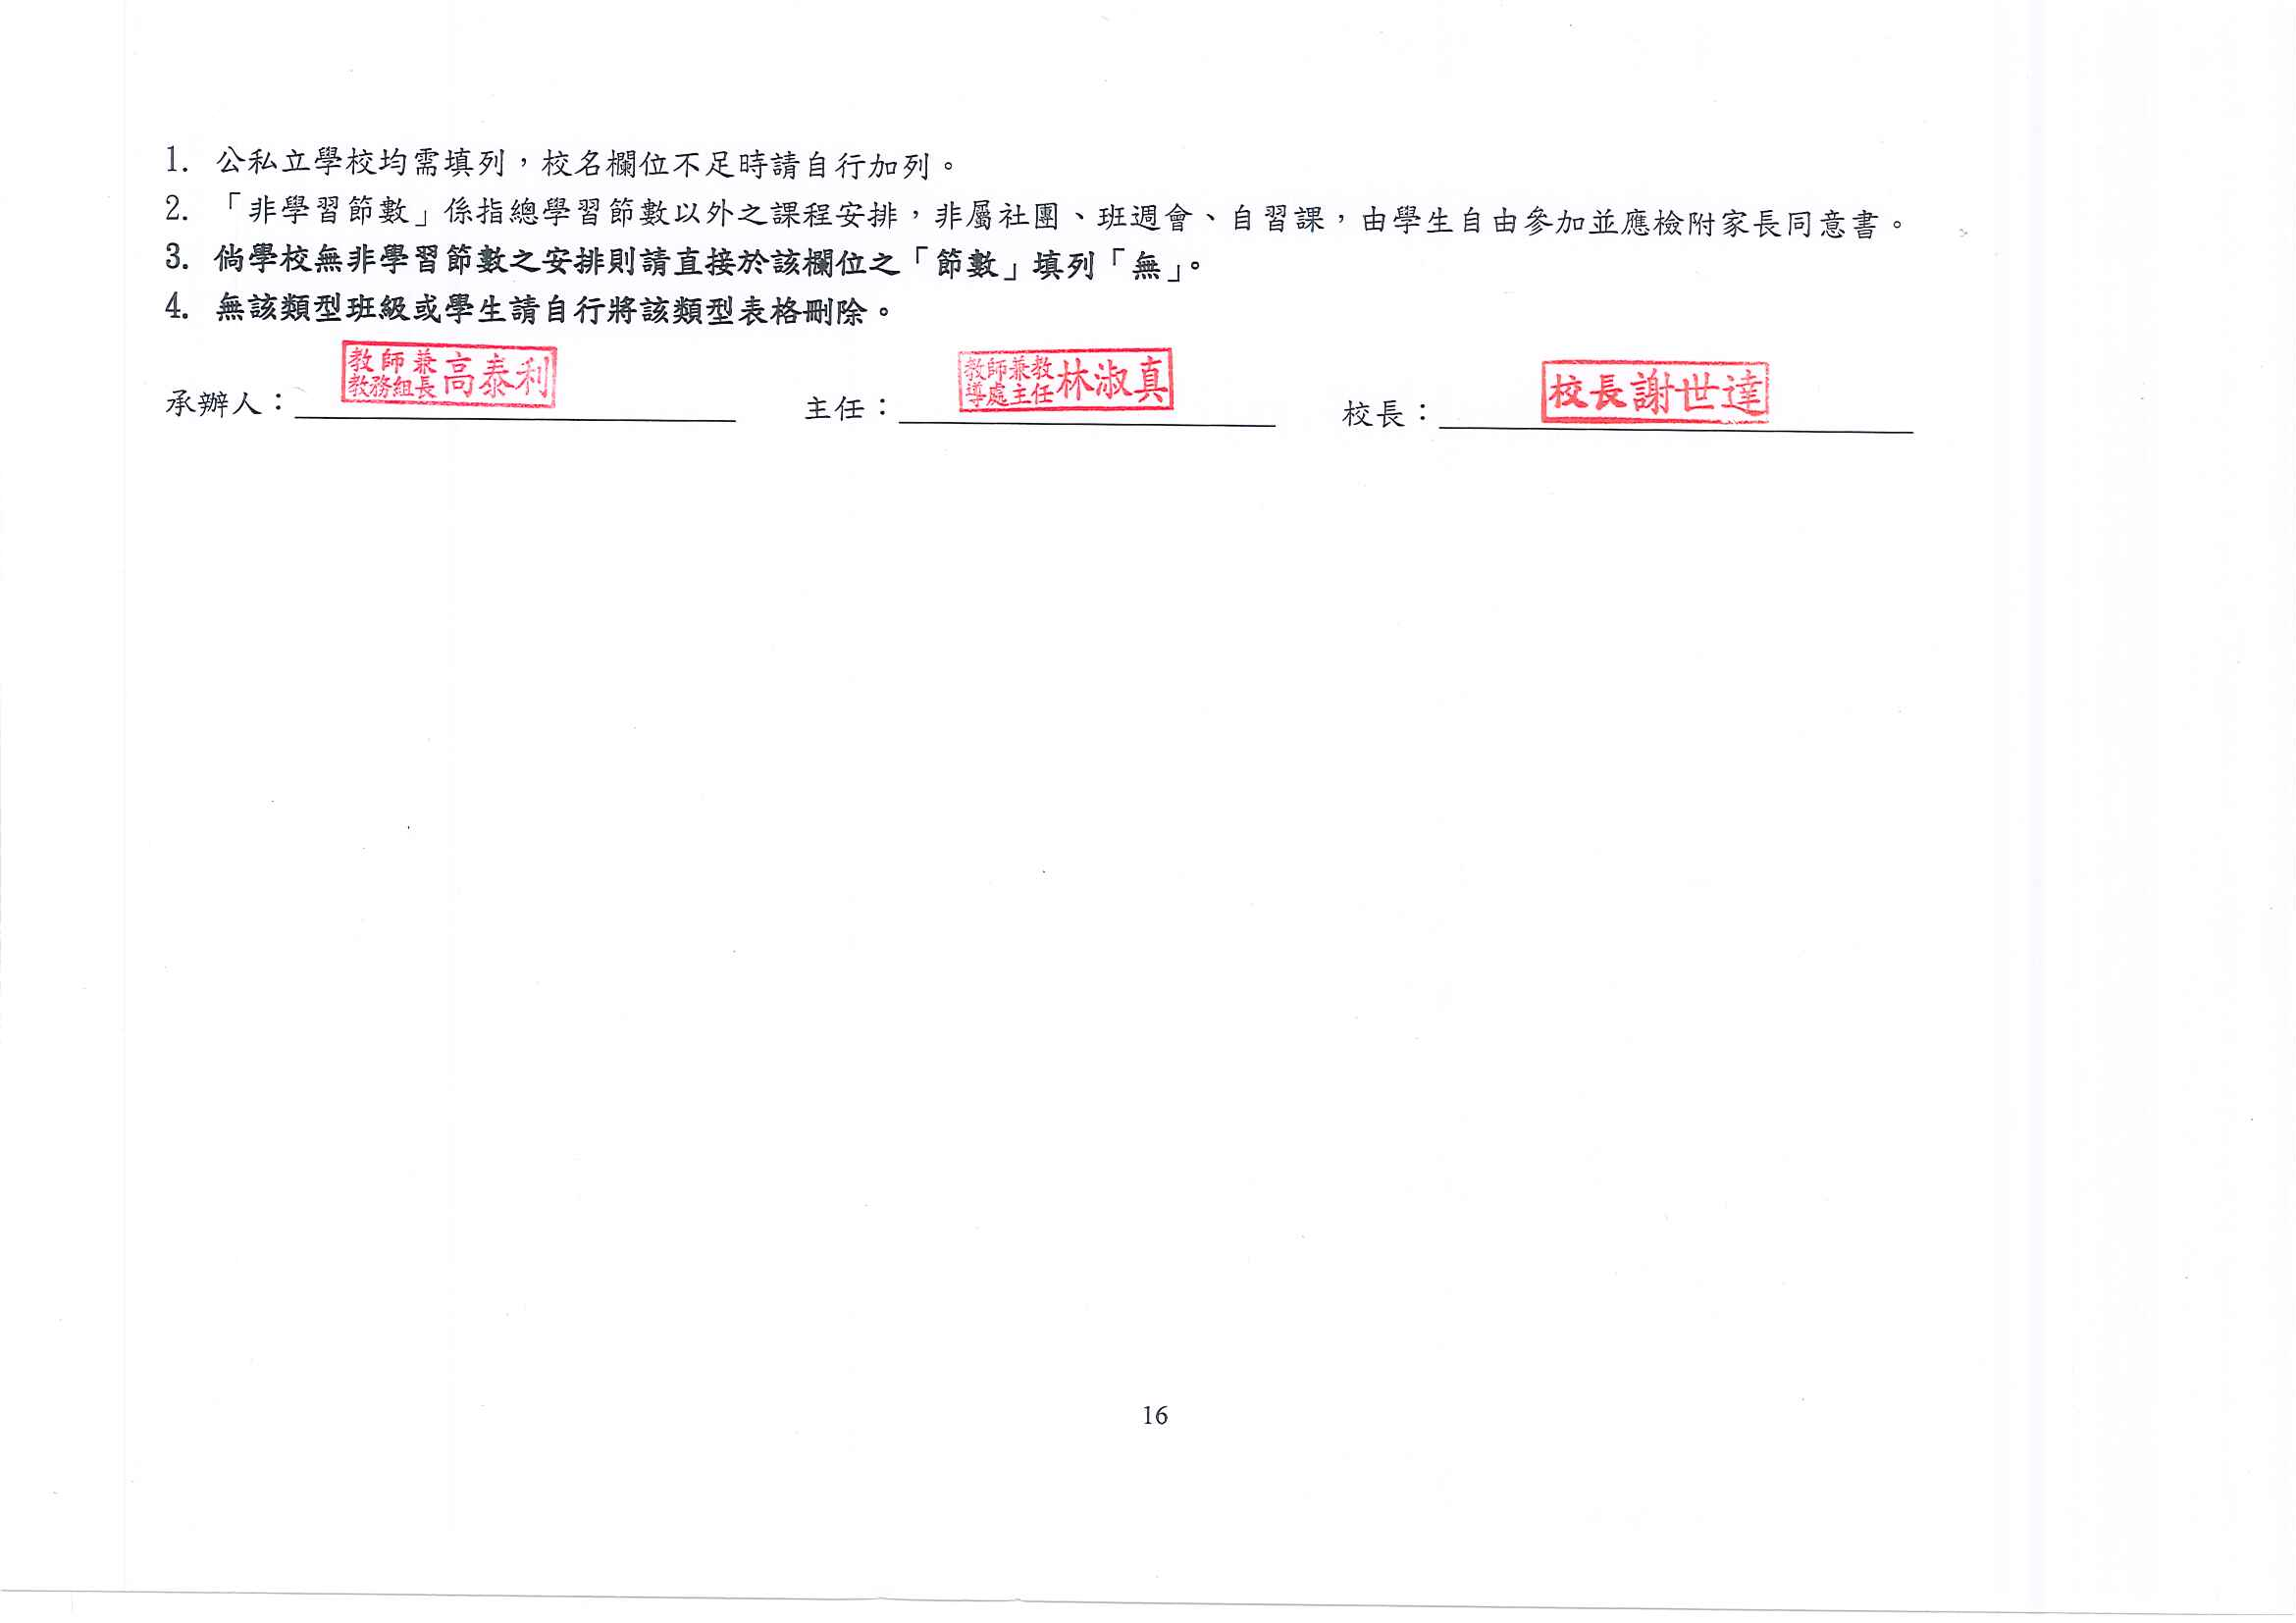 1. 公私立學校均需填列，校名欄位不足時請自行加列。
2. 「非學習節數」係指總學習節數以外之課程安排，非屬社團、班週會、自習課，由學生自由參加並應檢附家長同意書。
3. 倘學校無非學習節數之安排則請直接於該欄位之「節數」填列「無」。
4. 無該類型班級或學生請自行將該類型表格刪除。
承辦人： 教師兼教務組長高泰利 主任： 教師兼教導處主任林淑真 校長： 校長謝世達
16